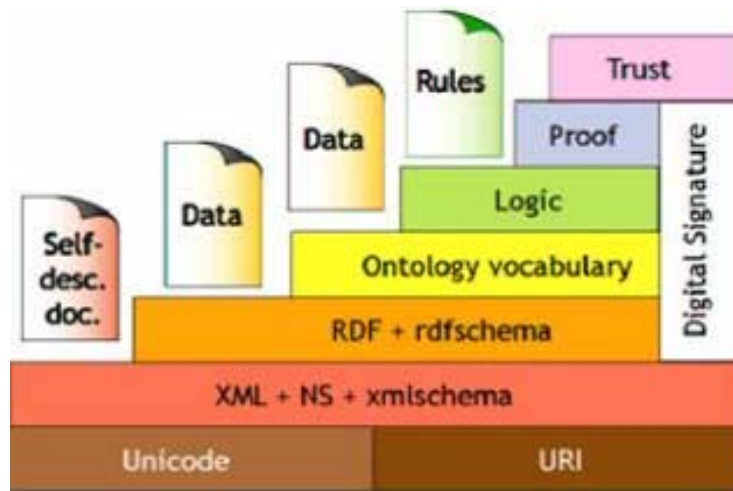 Trust
Rules
Proof
Data
Logic
Data
Digital Signature
Self-
desc.
doc.
Ontology vocabulary
RDF + rdfschema
XML + NS + xmlschema
Unicode
URI